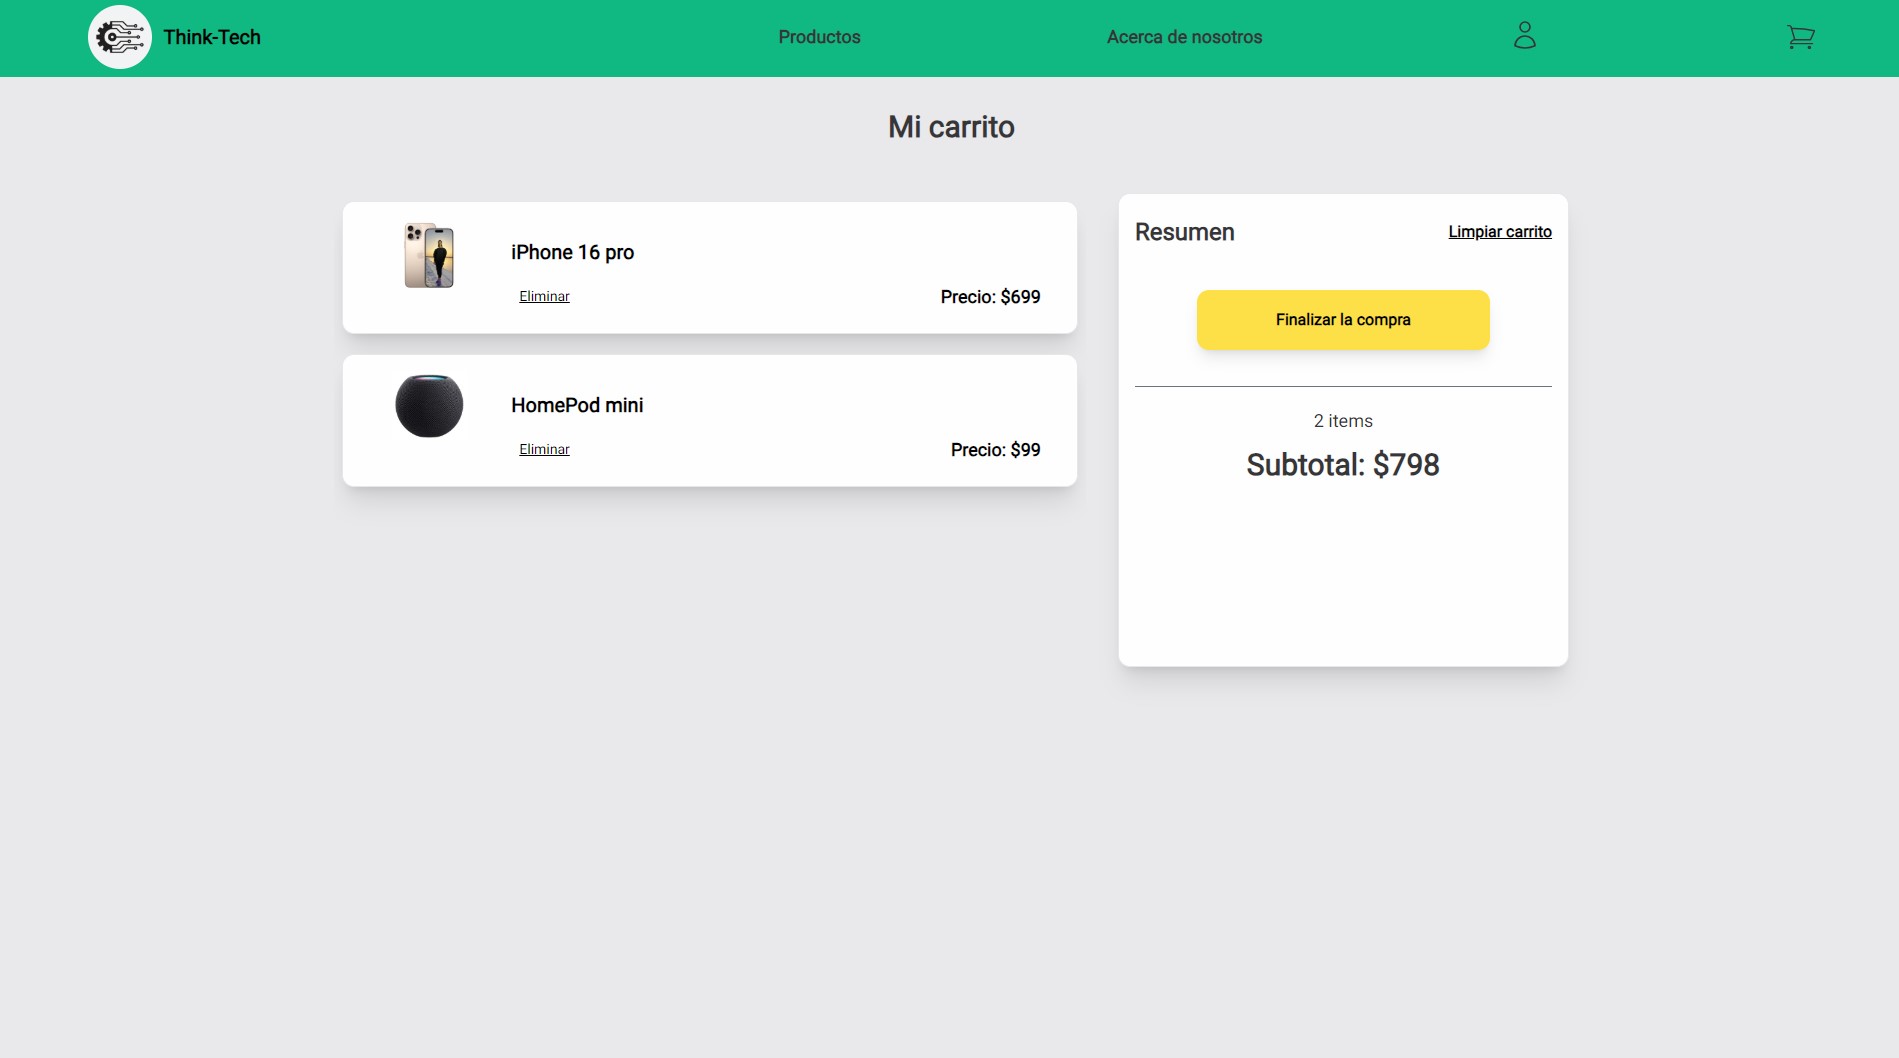 Think-Tech
Productos
Acerca de nosotros
Mi carrito
iPhone 16 pro
Eliminar
Precio: $699
HomePod mini
Eliminar
Precio: $99
Resumen
Limpiar carrito
Finalizar la compra
2 items
Subtotal: $798